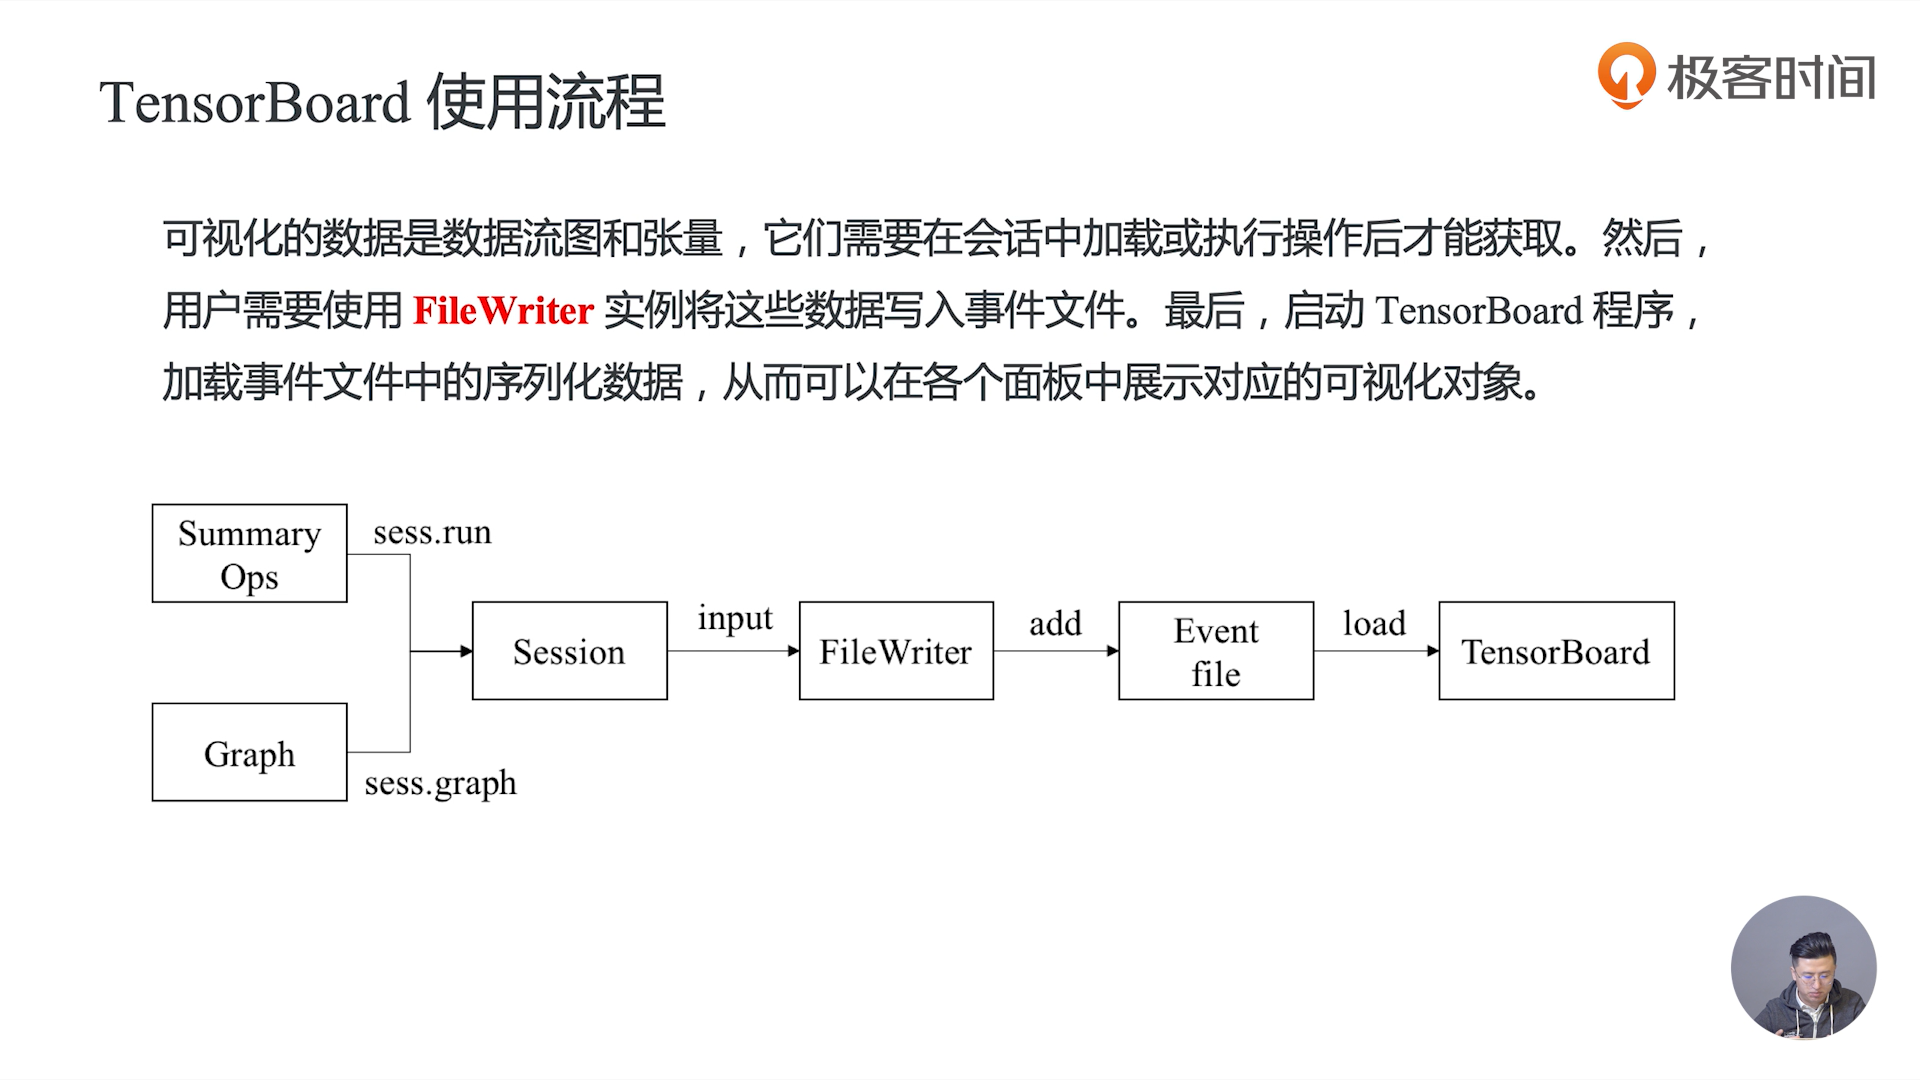 TensorBoard 使用流程
极客时间
可视化的数据是数据流图和张量，它们需要在会话中加载或执行操作后才能获取。然后，
用户需要使用 FileWriter 实例将这些数据写入事件文件。最后，启动 TensorBoard 程序，
加载事件文件中的序列化数据，从而可以在各个面板中展示对应的可视化对象。
Summary
Ops
sess.run
Session
input
FileWriter
add
Event
file
load
TensorBoard
Graph
sess.graph